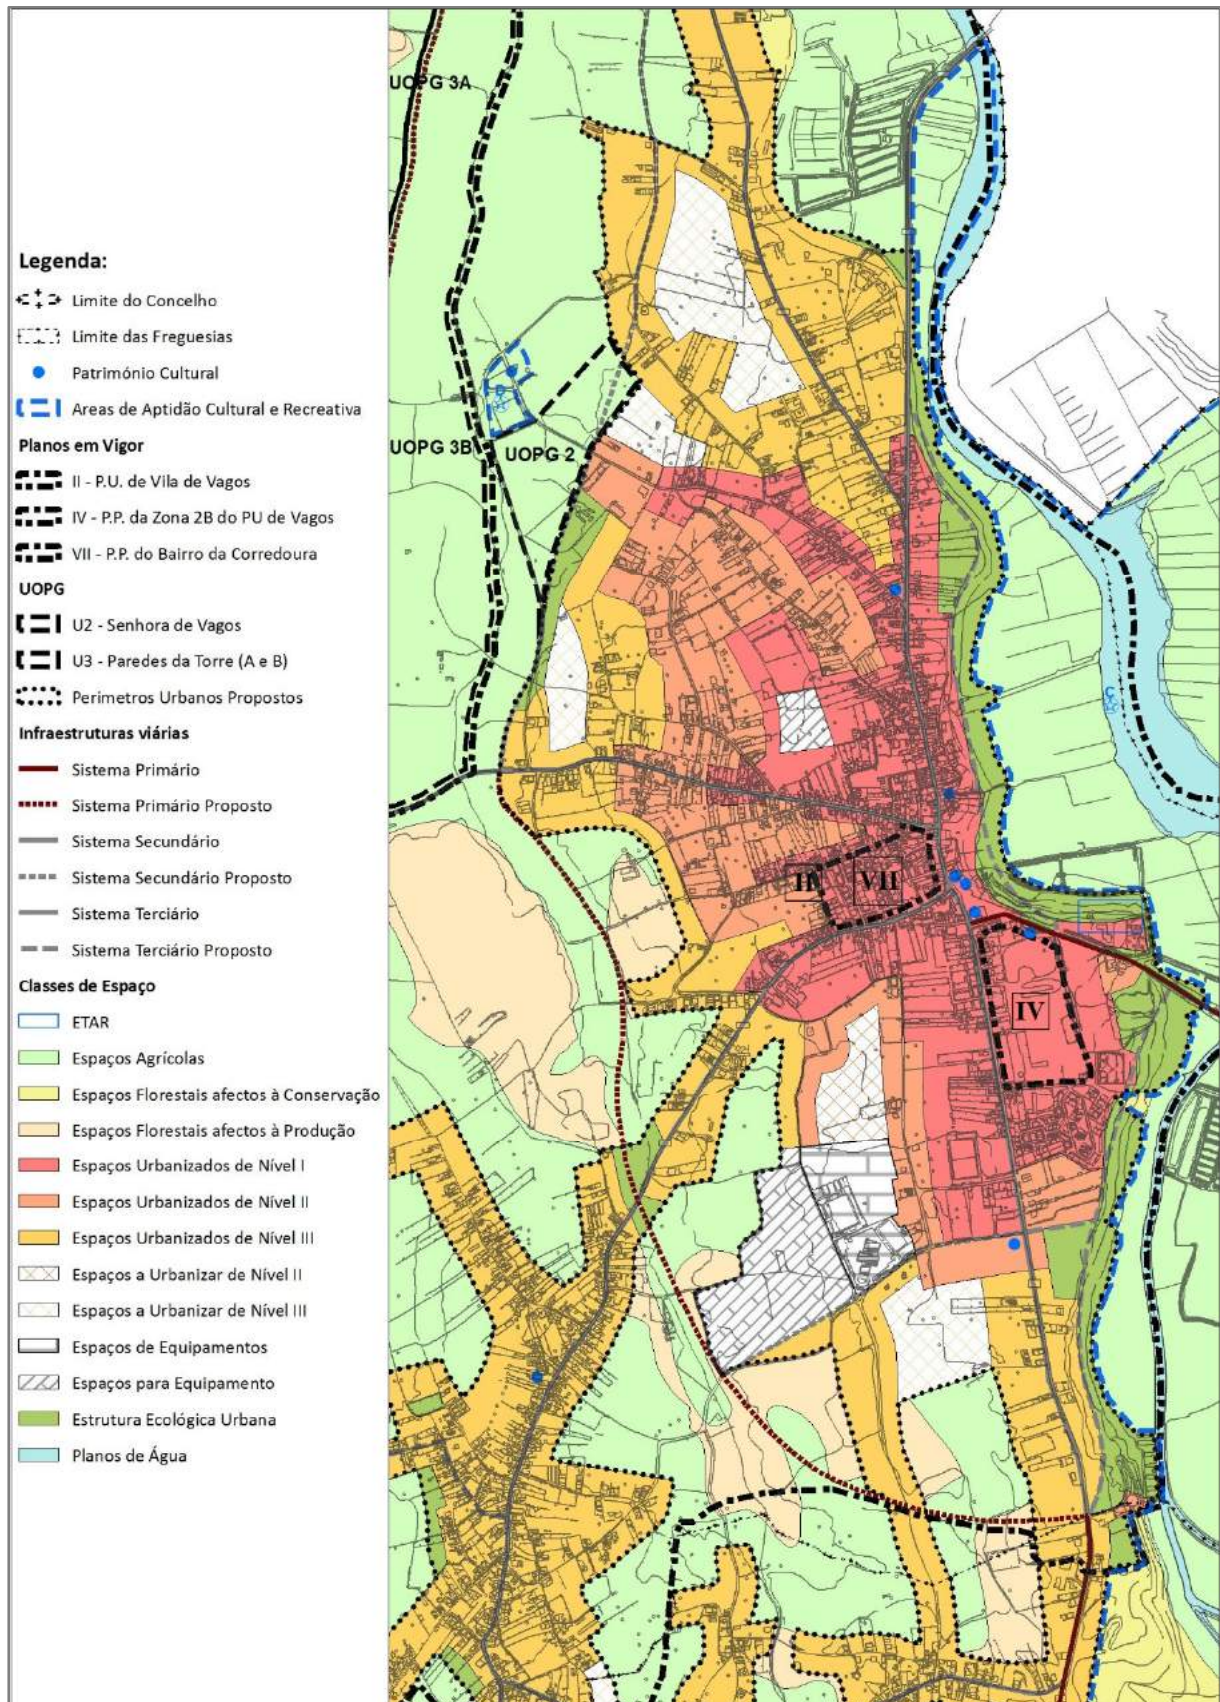 Legenda:
Limite do Concelho
Limite das Freguesias
Património Cultural
Areas de Aptidão Cultural e Recreativa
Planos em Vigor
II - P.U. de Vila de Vagos
IV - P.P. da Zona 2B do PU de Vagos
VII - P.P. do Bairro da Corredoura
UOPG
U2 - Senhora de Vagos
U3 - Paredes da Torre (A e B)
Perímetros Urbanos Propostos
Infraestruturas viárias
Sistema Primário
Sistema Primário Proposto
Sistema Secundário
Sistema Secundário Proposto
Sistema Terciário
Sistema Terciário Proposto
Classes de Espaço
ETAR
Espaços Agrícolas
Espaços Florestais afectos à Conservação
Espaços Florestais afectos à Produção
Espaços Urbanizados de Nível I
Espaços Urbanizados de Nível II
Espaços Urbanizados de Nível III
Espaços a Urbanizar de Nível II
Espaços a Urbanizar de Nível III
Espaços de Equipamentos
Espaços para Equipamento
Estrutura Ecológica Urbana
Planos de Água
UOPG 3A
UOPG 3B
UOPG 2
II
VII
IV